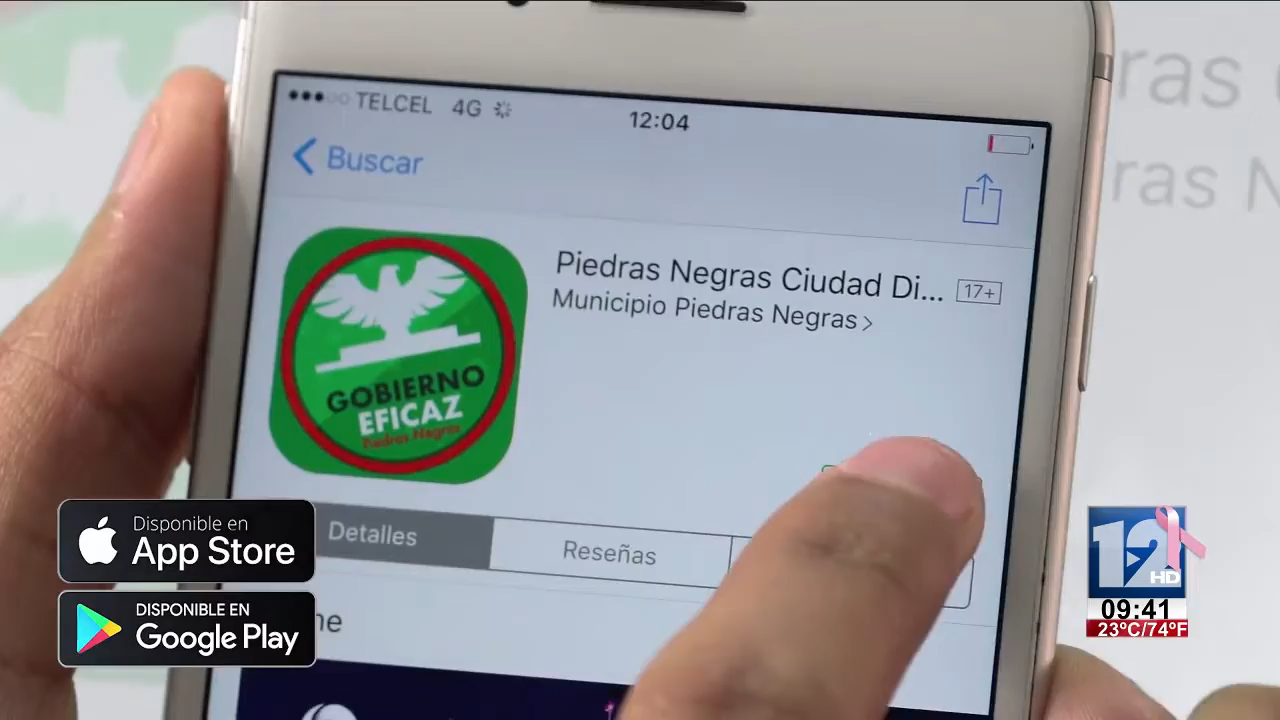 TELCEL 4G
12:04
Buscar
Piedras Negras Ciudad Di... 17+
Municipio Piedras Negras
GOBIERNO
EFICAZ
Piedras Negras
Detalles
Reseñas
Disponible en
App Store
DISPONIBLE EN
Google Play
12
HD
09:41
23°C/74°F